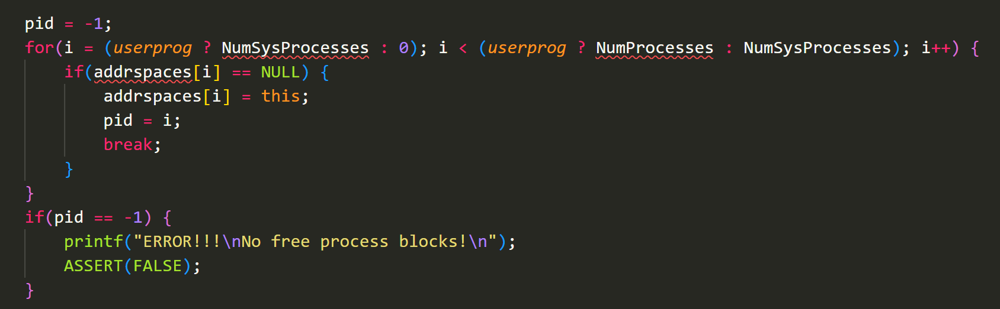 pid = -1;
for(i = (userprog ? NumSysProcesses : 0); i < (userprog ? NumProcesses : NumSysProcesses); i++) {
    if(addrspaces[i] == NULL) {
        addrspaces[i] = this;
        pid = i;
        break;
    }
}
if(pid == -1) {
    printf("ERROR!!!\nNo free process blocks!\n");
    ASSERT(FALSE);
}